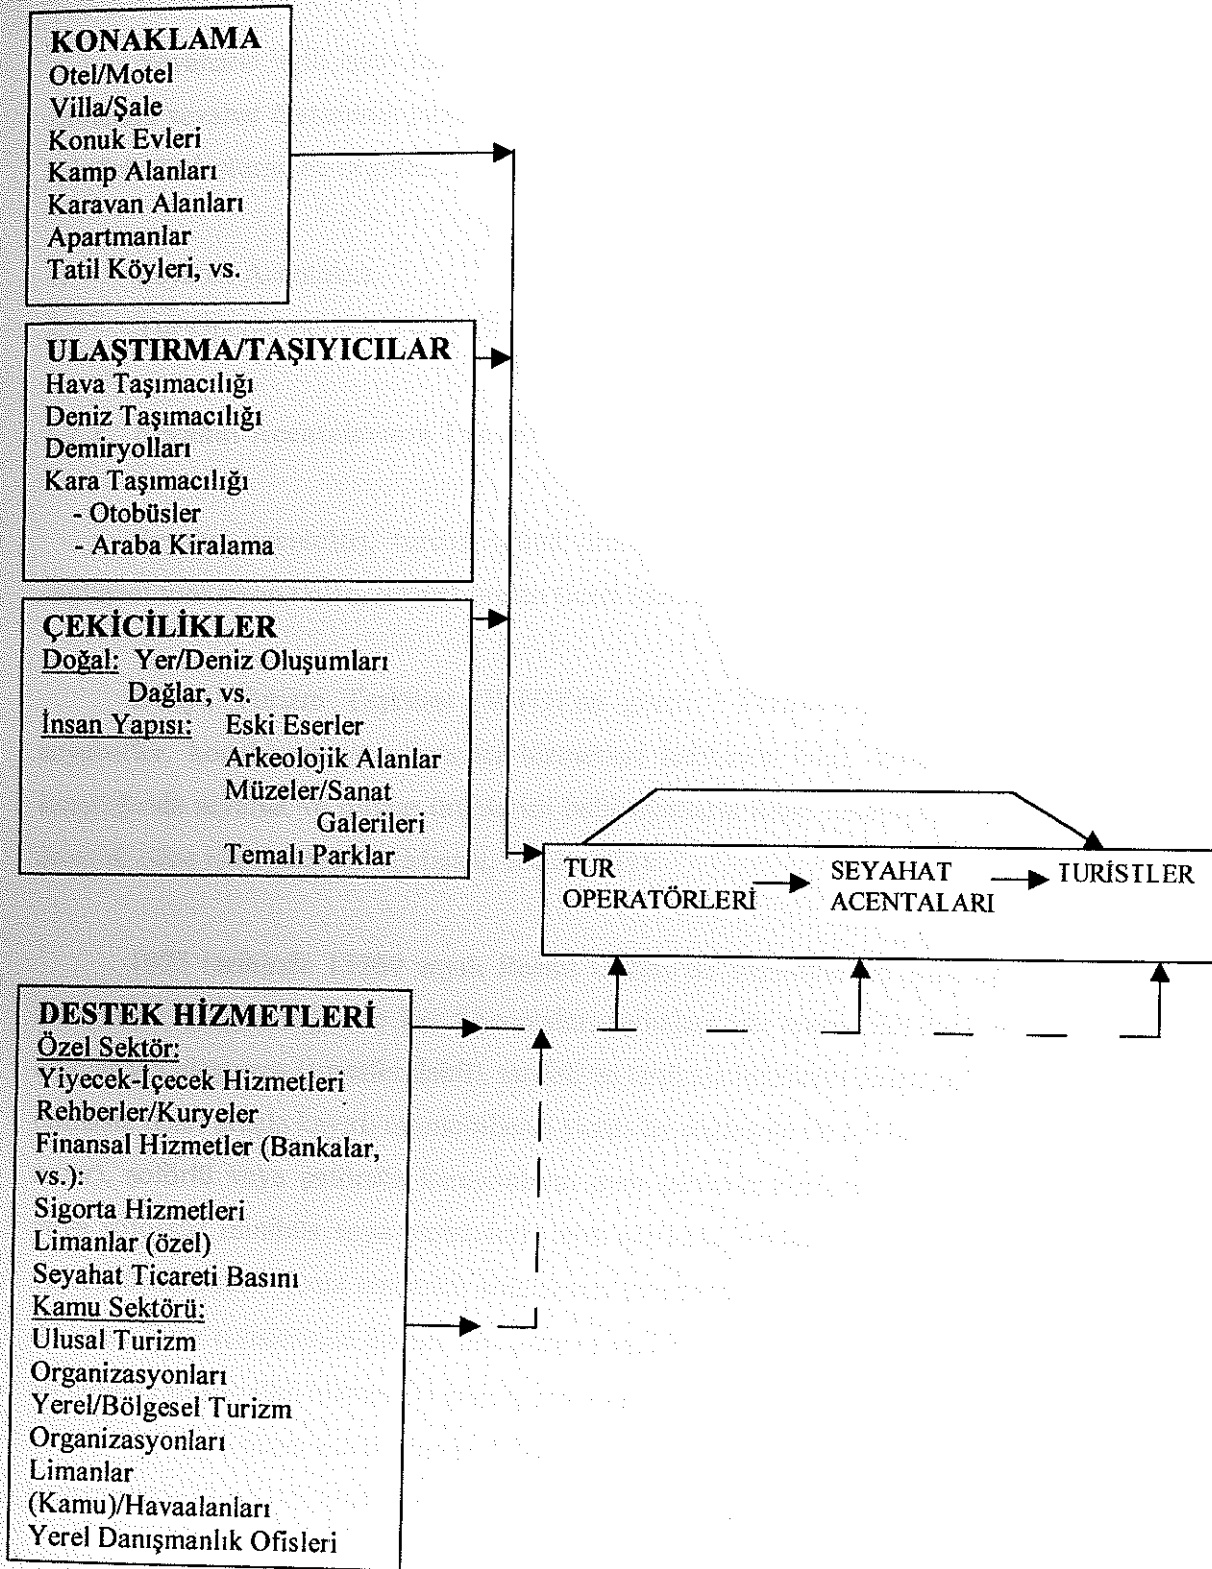 KONAKLAMA
Otel/Motel
Villa/Şale
Konuk Evleri
Kamp Alanları
Karavan Alanları
Apartmanlar
Tatil Köyleri, vs.
ULAŞTIRMA/TAŞIYICILAR
Hava Taşımacılığı
Deniz Taşımacılığı
Demiryolları
Kara Taşımacılığı
- Otobüsler
- Araba Kiralama
ÇEKİCİLİKLER
Doğal: Yer/Deniz Oluşumları
Dağlar, vs.
İnsan Yapısı: Eski Eserler
Arkeolojik Alanlar
Müzeler/Sanat
Galerileri
Temalı Parklar
TUR
OPERATÖRLERİ
SEYAHAT
ACENTALARI
TURİSTLER
DESTEK HİZMETLERİ
Özel Sektör:
Yiyecek-İçecek Hizmetleri
Rehberler/Kuryeler
Finansal Hizmetler (Bankalar,
vs.):
Sigorta Hizmetleri
Limanlar (özel)
Seyahat Ticareti Basını
Kamu Sektörü:
Ulusal Turizm
Organizasyonları
Yerel/Bölgesel Turizm
Organizasyonları
Limanlar
(Kamu)/Havaalanları
Yerel Danışmanlık Ofisleri